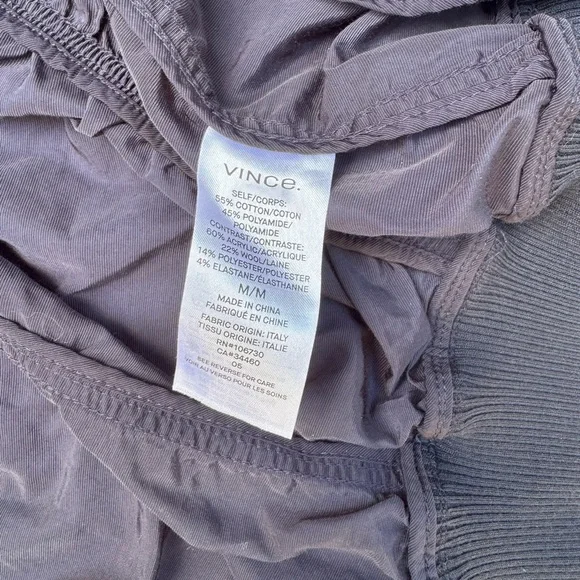 VINCe.
SELF/CORPS:
55% COTTON/COTON
45% POLYAMIDE/
POLYAMIDE
CONTRAST/CONTRASTE:
60% ACRYLIC/ACRYLIQUE
22% WOOL/LAINE
14% POLYESTER/POLYESTER
4% ELASTANE/ÉLASTHANNE
M/M
MADE IN CHINA
FABRIQUÉ EN CHINE
FABRIC ORIGIN: ITALY
TISSU ORIGINE: ITALIE
RN#106730
CA#34460
05
SEE REVERSE FOR CARE
VOIR AU VERSO POUR LES SOINS